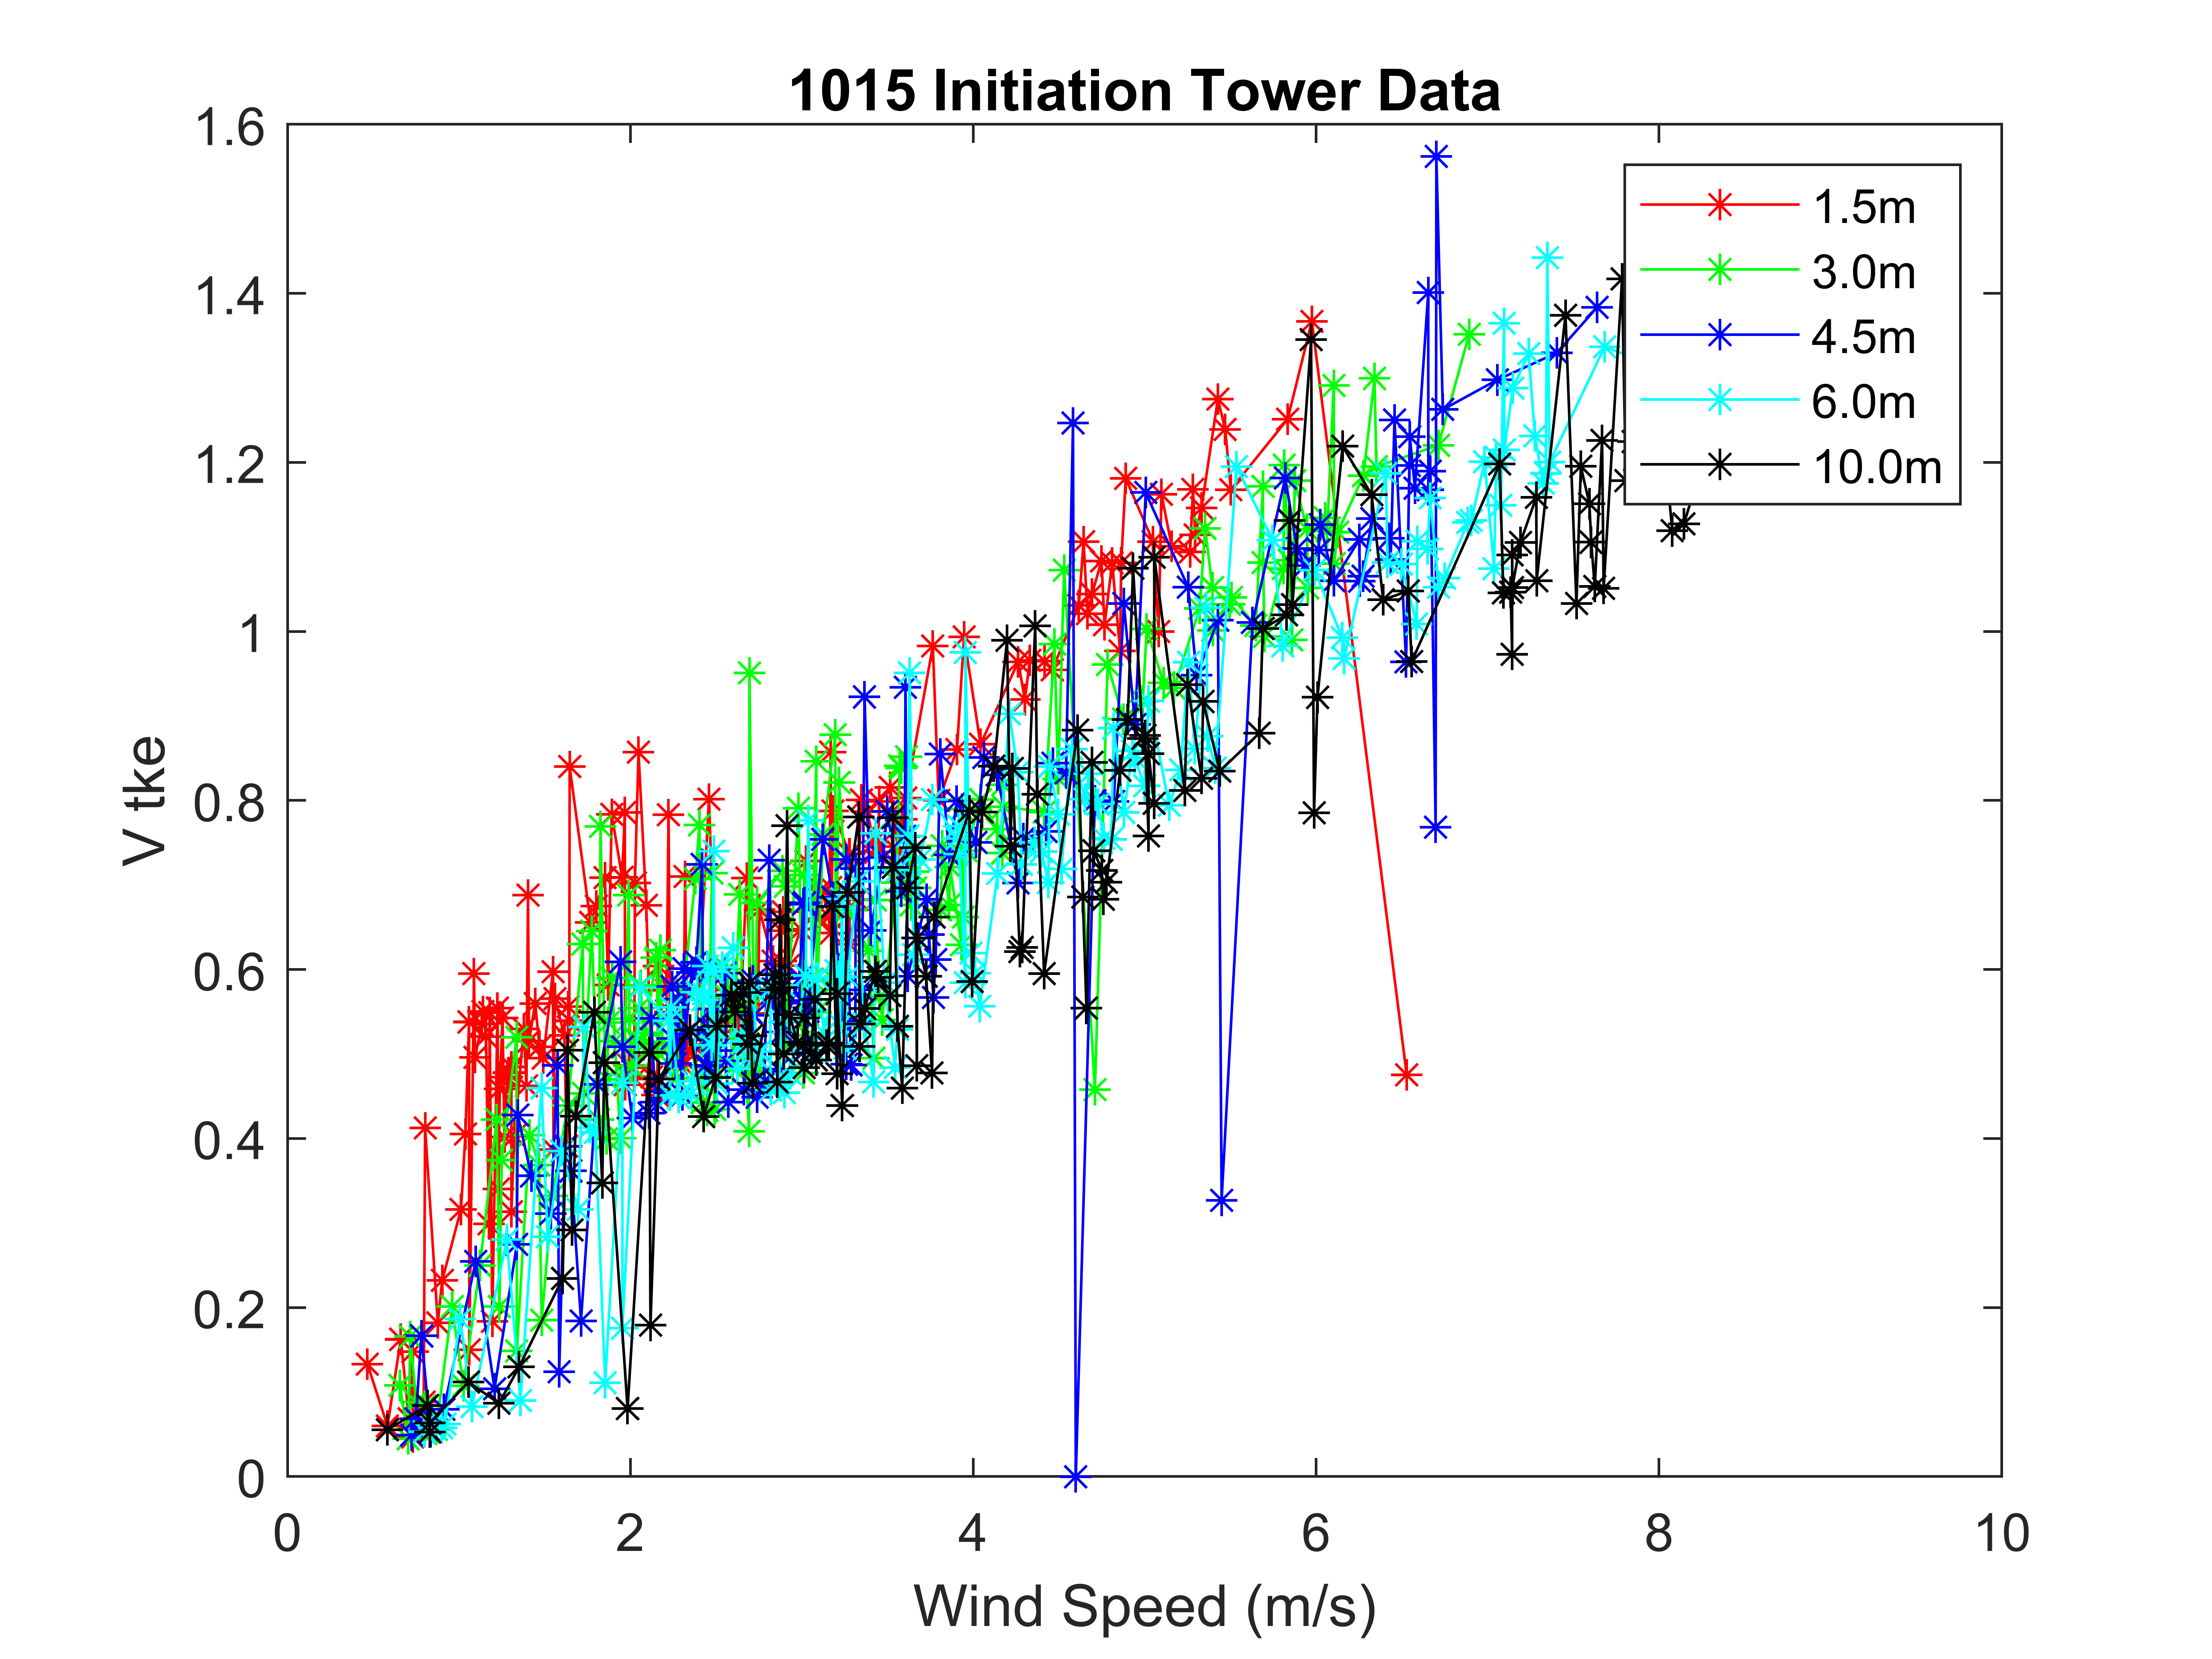 1015 Initiation Tower Data
1.6
1.4
1.2
1
0.8
0.6
0.4
0.2
0
V tke
0 2 4 6 8 10
Wind Speed (m/s)
1.5m
3.0m
4.5m
6.0m
10.0m